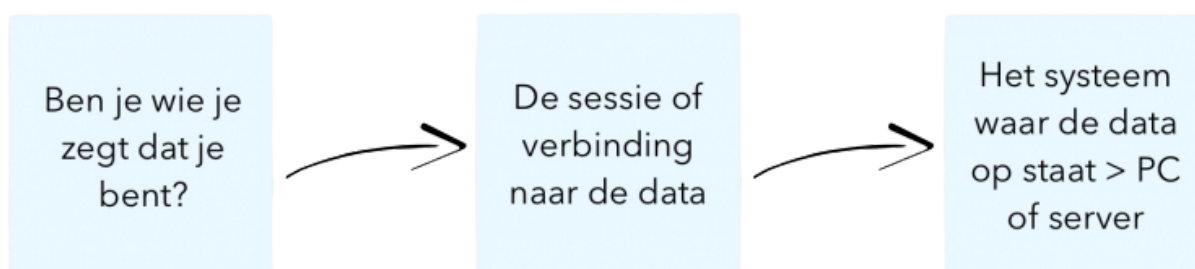 Ben je wie je
zegt dat je
bent?
De sessie of
verbinding
naar de data
Het systeem
waar de data
op staat > PC
of server